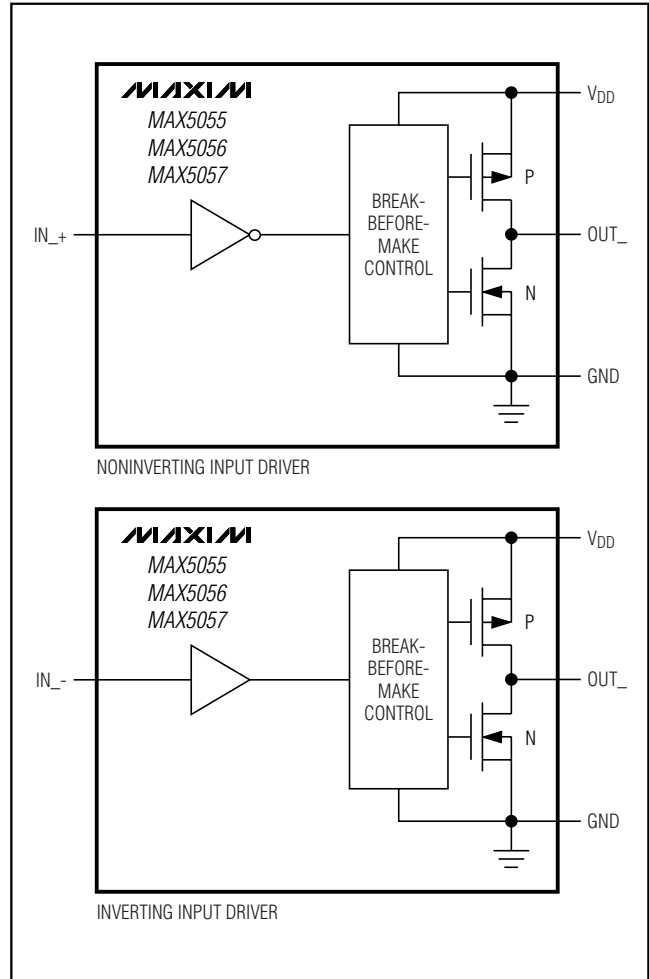 MAXIM
MAX5055
MAX5056
MAX5057
IN_+
BREAK-
BEFORE-
MAKE
CONTROL
VDD
P
OUT_
N
GND
NONINVERTING INPUT DRIVER
MAXIM
MAX5055
MAX5056
MAX5057
IN_-
BREAK-
BEFORE-
MAKE
CONTROL
VDD
P
OUT_
N
GND
INVERTING INPUT DRIVER